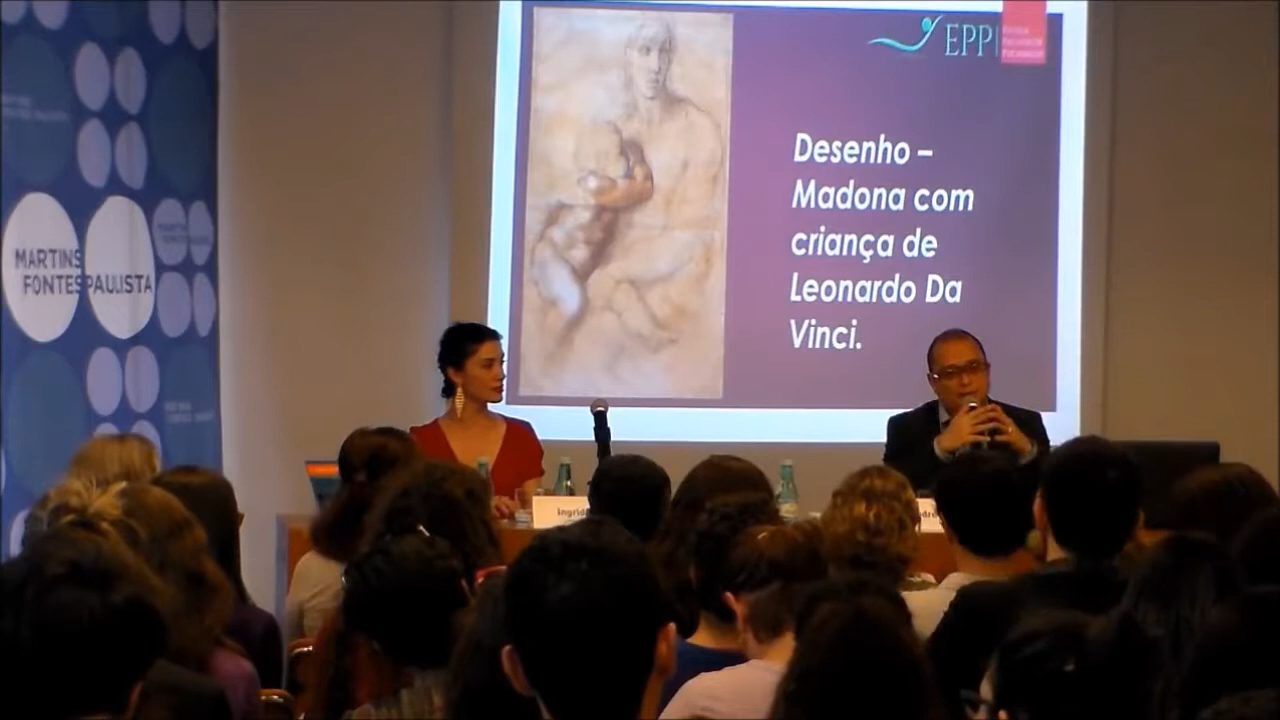 EPP
Desenho –
Madona com
criança de
Leonardo Da
Vinci.
MARTINS
FONTES PAULISTA
Ingrid